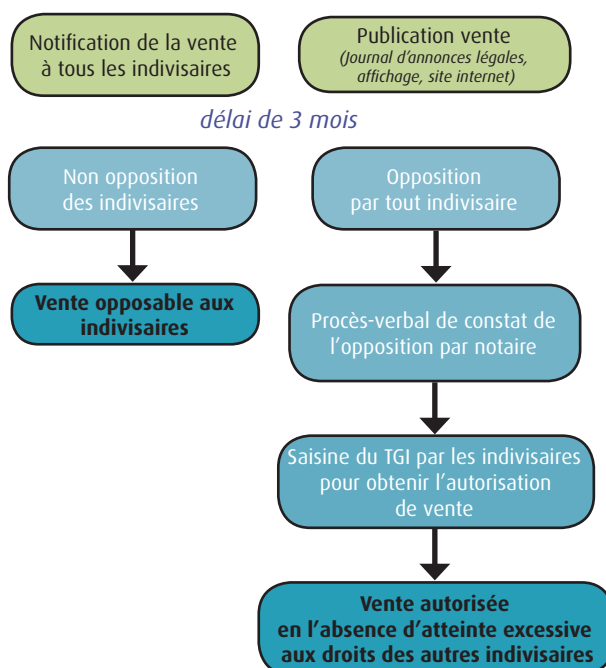 Notification de la vente
à tous les indivisaires
Publication vente
(Journal d'annonces légales,
affichage, site internet)
délai de 3 mois
Non opposition
des indivisaires
Opposition
par tout indivisaire
Vente opposable aux
indivisaires
Procès-verbal de constat de
l'opposition par notaire
Saisine du TGI par les indivisaires
pour obtenir l'autorisation
de vente
Vente autorisée
en l'absence d'atteinte excessive
aux droits des autres indivisaires